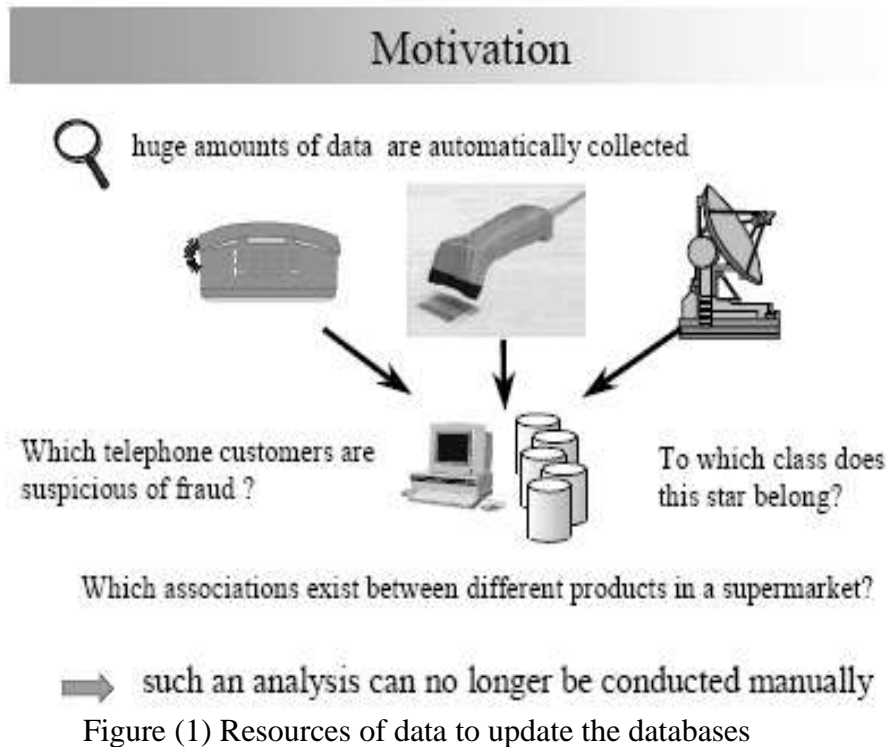 Motivation
huge amounts of data are automatically collected
Which telephone customers are
suspicious of fraud ?
To which class does
this star belong?
Which associations exist between different products in a supermarket?
such an analysis can no longer be conducted manually
Figure (1) Resources of data to update the databases